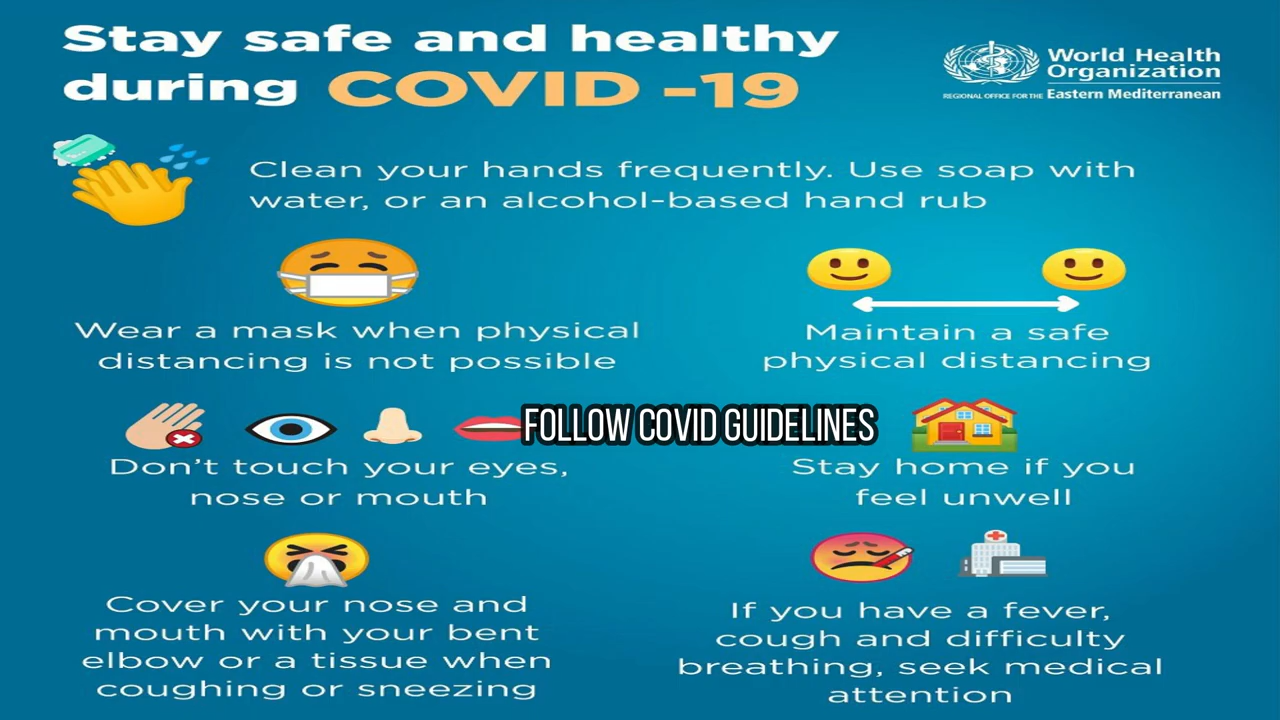 Stay safe and healthy
during COVID -19
World Health
Organization
REGIONAL OFFICE FOR THE Eastern Mediterranean
Clean your hands frequently. Use soap with
water, or an alcohol-based hand rub
Wear a mask when physical
distancing is not possible
Maintain a safe
physical distancing
FOLLOW COVID GUIDELINES
Don't touch your eyes,
nose or mouth
Stay home if you
feel unwell
Cover your nose and
mouth with your bent
elbow or a tissue when
coughing or sneezing
If you have a fever,
cough and difficulty
breathing, seek medical
attention